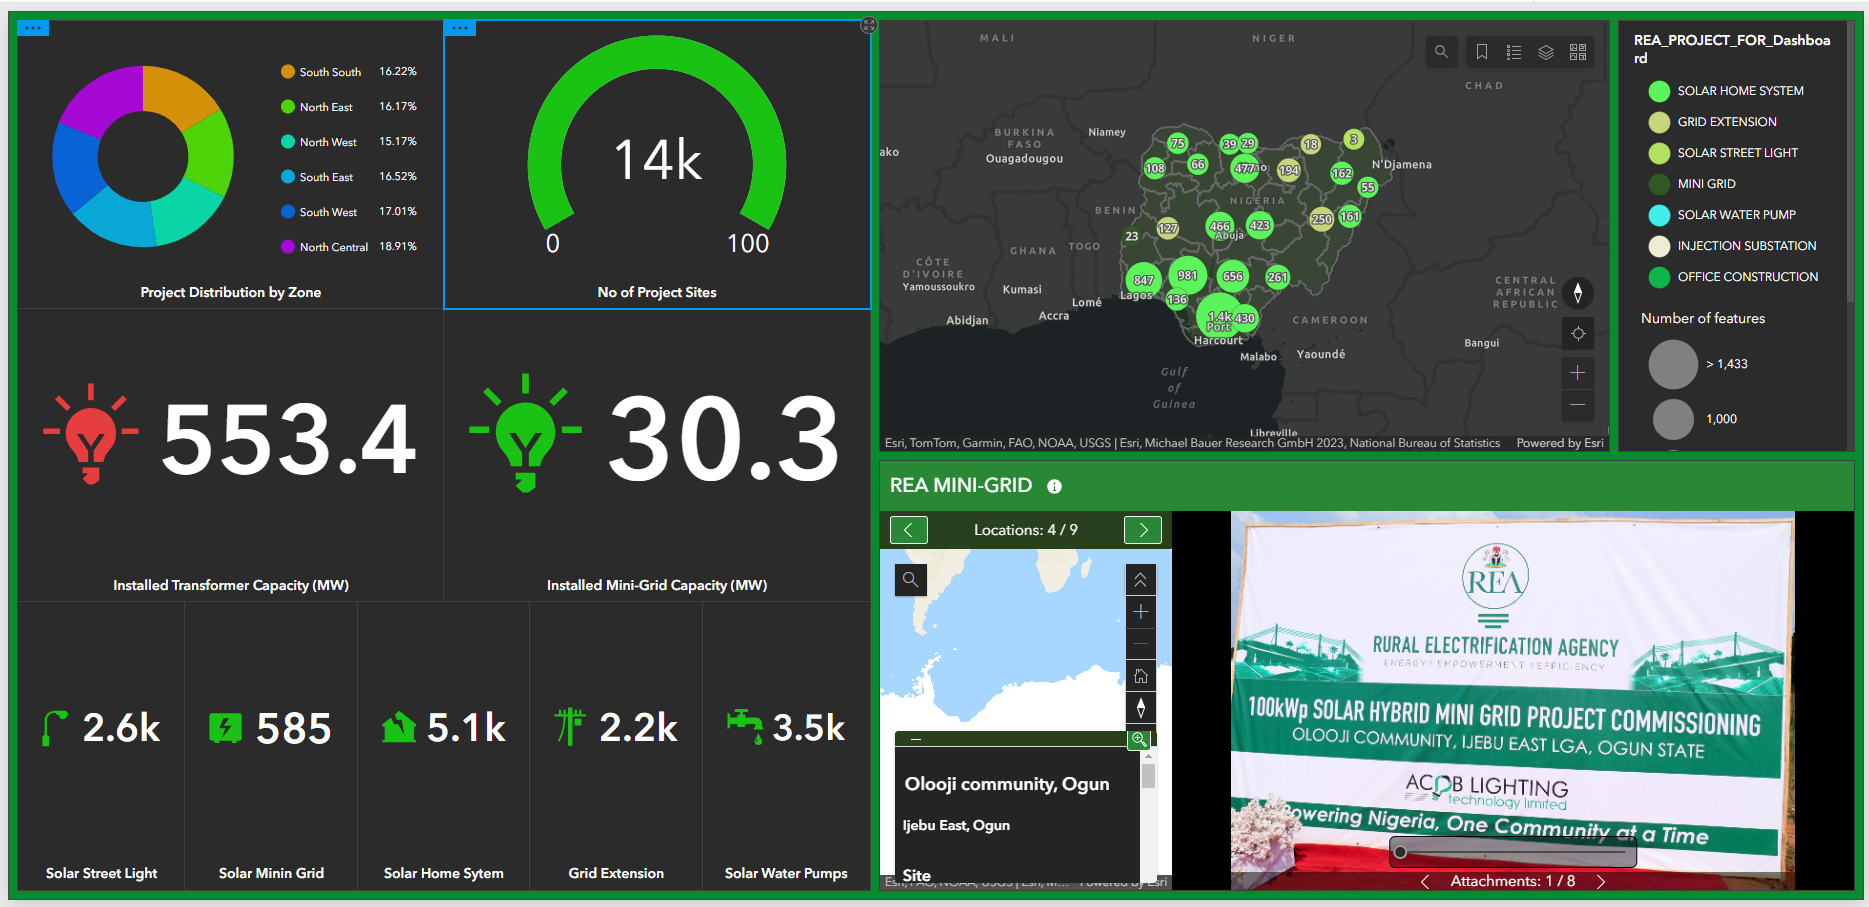 South South 16.22%
North East 16.17%
North West 15.17%
South East 16.52%
South West 17.01%
North Central 18.91%
Project Distribution by Zone
14k
0 100
No of Project Sites
553.4
Installed Transformer Capacity (MW)
30.3
Installed Mini-Grid Capacity (MW)
2.6k
Solar Street Light
585
Solar Minin Grid
5.1k
Solar Home Sytem
2.2k
Grid Extension
3.5k
Solar Water Pumps
MALI
NIGER
CHAD
BURKINA
FASO
Niamey
Ouagadougou
ako
N'Djamena
75
39
29
18
3
108
66
477
no
194
162
55
NIGERIA
BENIN
23
127
466
Abuja
423
250
161
GHANA
TOGO
CÔTE
D'IVOIRE
Yamoussoukro
Kumasi
Lomé
Accra
Abidjan
847
Lagos
981
136
656
261
1.4k
430
Port
Harcourt
Malabo
Yaoundé
CAMEROON
CENTRAL
AFRICAN
REPUBLIC
Bangui
Gulf
of
Guinea
Libreville
Esri, TomTom, Garmin, FAO, NOAA, USGS | Esri, Michael Bauer Research GmbH 2023, National Bureau of Statistics Powered by Esri
REA_PROJECT_FOR_Dashboa
rd
SOLAR HOME SYSTEM
GRID EXTENSION
SOLAR STREET LIGHT
MINI GRID
SOLAR WATER PUMP
INJECTION SUBSTATION
OFFICE CONSTRUCTION
Number of features
> 1,433
1,000
REA MINI-GRID
Locations: 4 / 9
Olooji community, Ogun
Ijebu East, Ogun
Site
Esri, FAO, NOAA, USGS | Esri, M... Powered by Esri
REA
RURAL ELECTRIFICATION AGENCY
ENERGY EMPOWERMENT EFFICIENCY
100kWp SOLAR HYBRID MINI GRID PROJECT COMMISSIONING
OLOOJI COMMUNITY, IJEBU EAST LGA, OGUN STATE
ACOB LIGHTING
technology limited
owering Nigeria, One Community at a Time
Attachments: 1 / 8